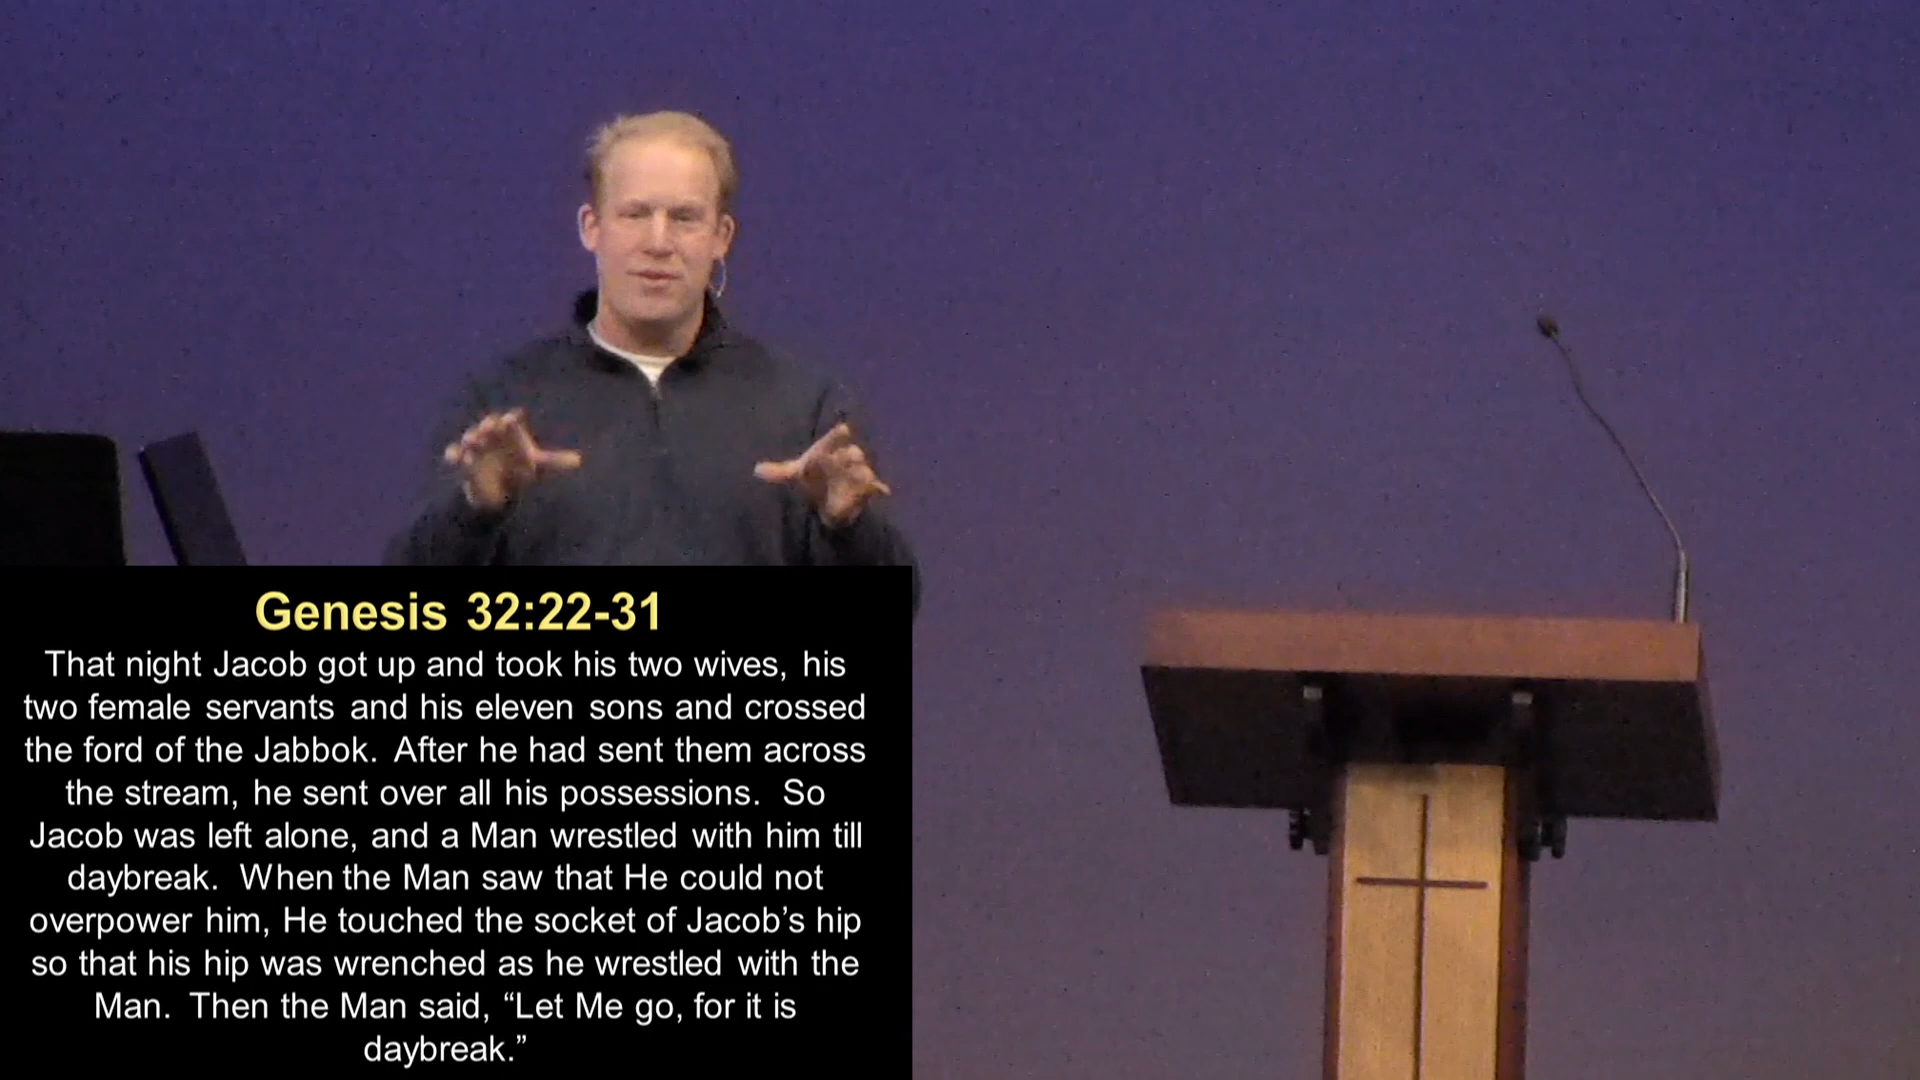 Genesis 32:22-31
That night Jacob got up and took his two wives, his
two female servants and his eleven sons and crossed
the ford of the Jabbok.  After he had sent them across
the stream, he sent over all his possessions.  So
Jacob was left alone, and a Man wrestled with him till
daybreak.  When the Man saw that He could not
overpower him, He touched the socket of Jacob’s hip
so that his hip was wrenched as he wrestled with the
Man.  Then the Man said, “Let Me go, for it is
daybreak.”